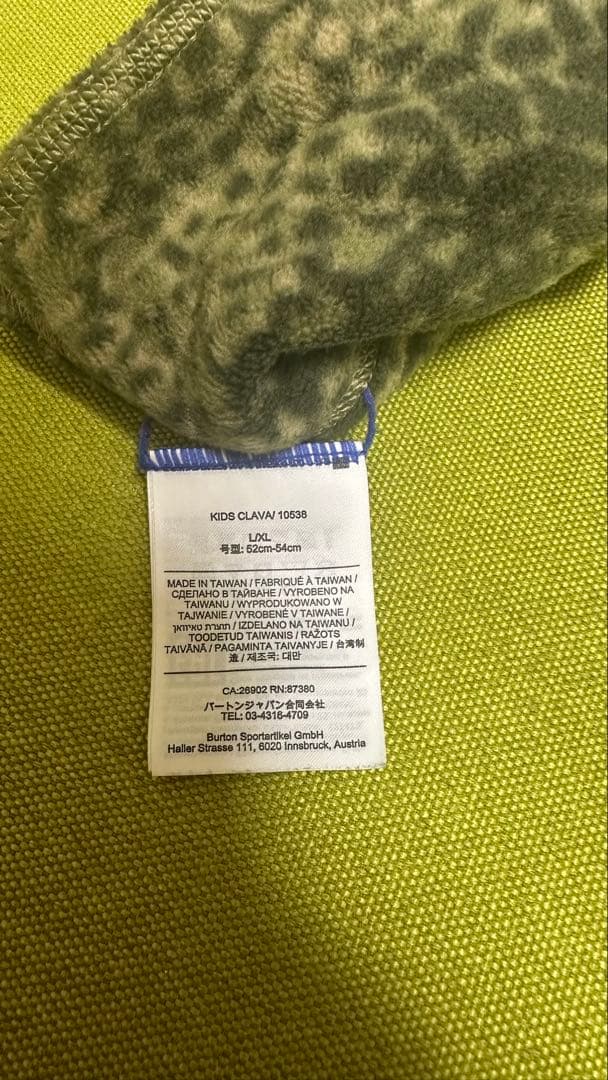 KIDS CLAVA/ 10538
L/XL
号型: 52cm-54cm
MADE IN TAIWAN / FABRIQUÉ À TAIWAN /
СДЕЛАНО В ТАЙВАНЕ / VYROBENO NA
TAIWANU / WYPRODUKOWANO W
TAJWANIE / VYROBENÉ V TAIWANE /
תוצרת טאיוואן / IZDELANO NA TAIWANU /
TOODETUD TAIWANIS / RAŽOTS
TAIVĀNĀ / PAGAMINTA TAIVANYJE / 台湾制
造 / 제조국: 대만
CA:26902 RN:87380
バートンジャパン合同会社
TEL: 03-4316-4709
Burton Sportartikel GmbH
Haller Strasse 111, 6020 Innsbruck, Austria